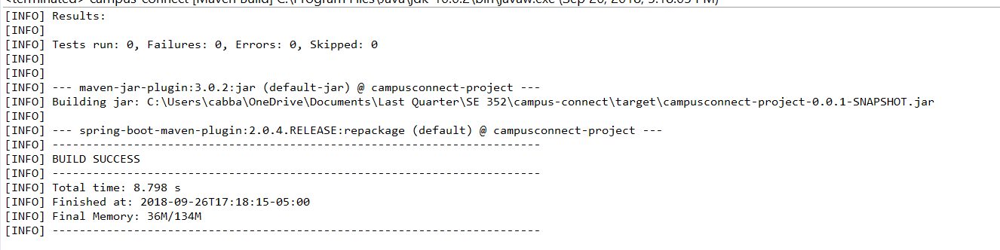 <terminated> campus-connect [Maven Build] C:\Program Files\Java\jdk-10.0.2\bin\javaw.exe (Sep 26, 2018, 5:18:05 PM)
[INFO] Results:
[INFO]
[INFO] Tests run: 0, Failures: 0, Errors: 0, Skipped: 0
[INFO]
[INFO]
[INFO] --- maven-jar-plugin:3.0.2:jar (default-jar) @ campusconnect-project ---
[INFO] Building jar: C:\Users\cabba\OneDrive\Documents\Last Quarter\SE 352\campus-connect\target\campusconnect-project-0.0.1-SNAPSHOT.jar
[INFO]
[INFO] --- spring-boot-maven-plugin:2.0.4.RELEASE:repackage (default) @ campusconnect-project ---
[INFO] ------------------------------------------------------------------------
[INFO] BUILD SUCCESS
[INFO] ------------------------------------------------------------------------
[INFO] Total time: 8.798 s
[INFO] Finished at: 2018-09-26T17:18:15-05:00
[INFO] Final Memory: 36M/134M
[INFO] ------------------------------------------------------------------------